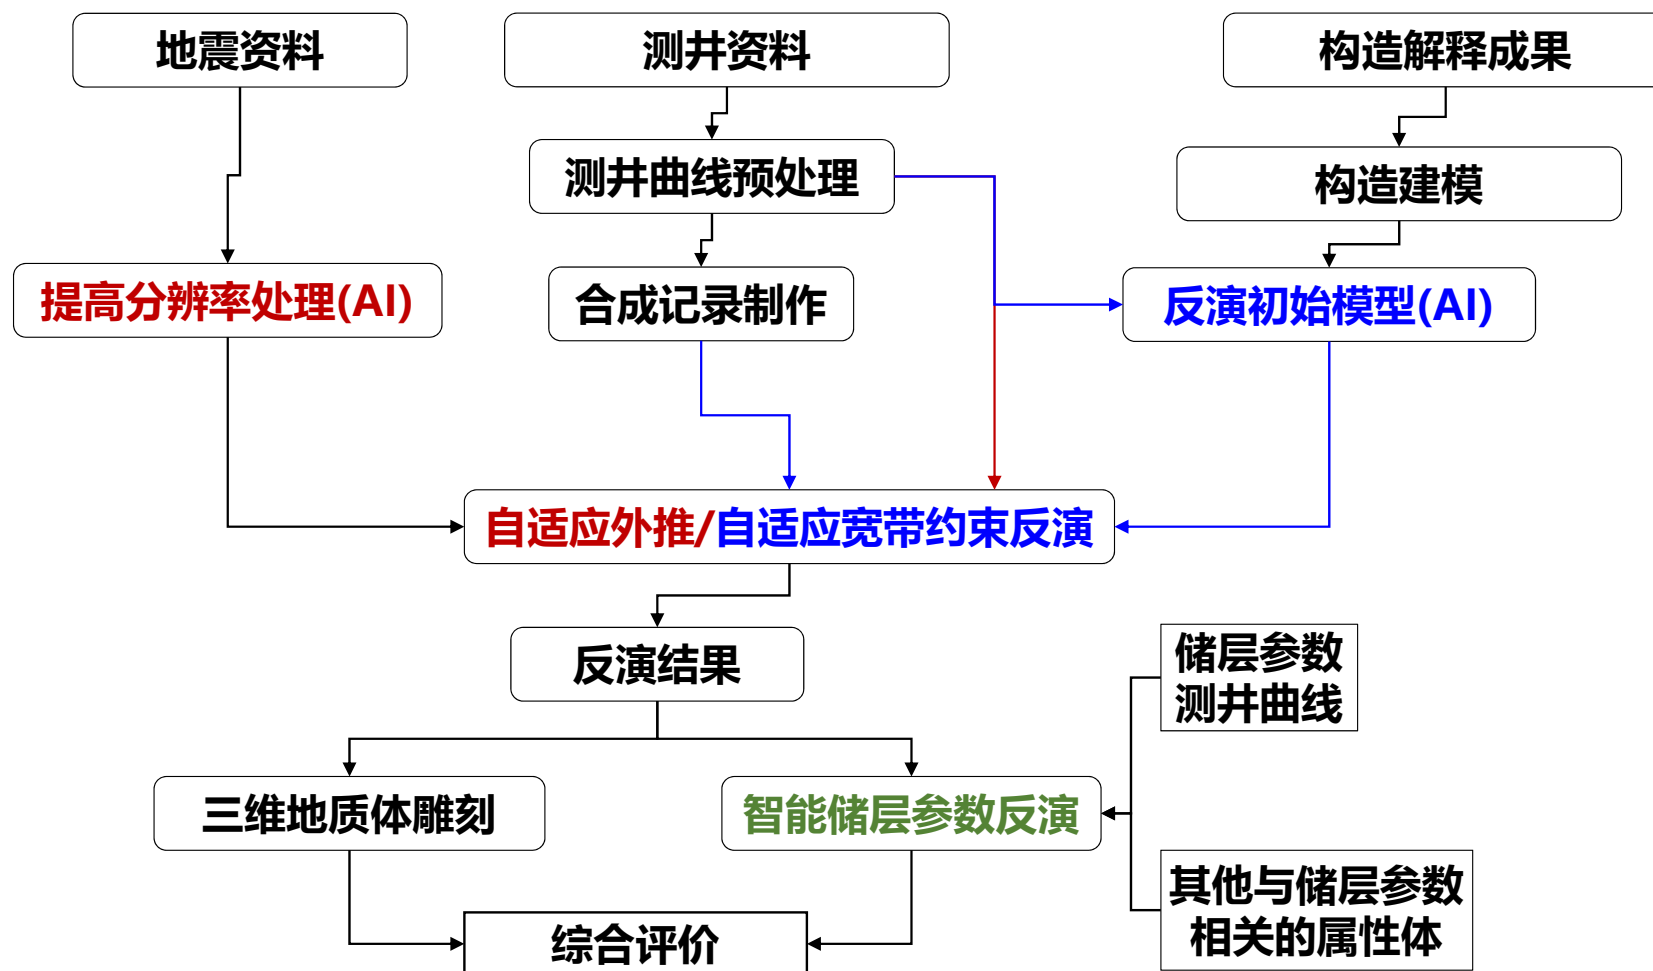 地震资料
测井资料
构造解释成果
测井曲线预处理
构造建模
提高分辨率处理(AI)
合成记录制作
反演初始模型(AI)
自适应外推/自适应宽带约束反演
反演结果
储层参数
测井曲线
三维地质体雕刻
智能储层参数反演
其他与储层参数
相关的属性体
综合评价